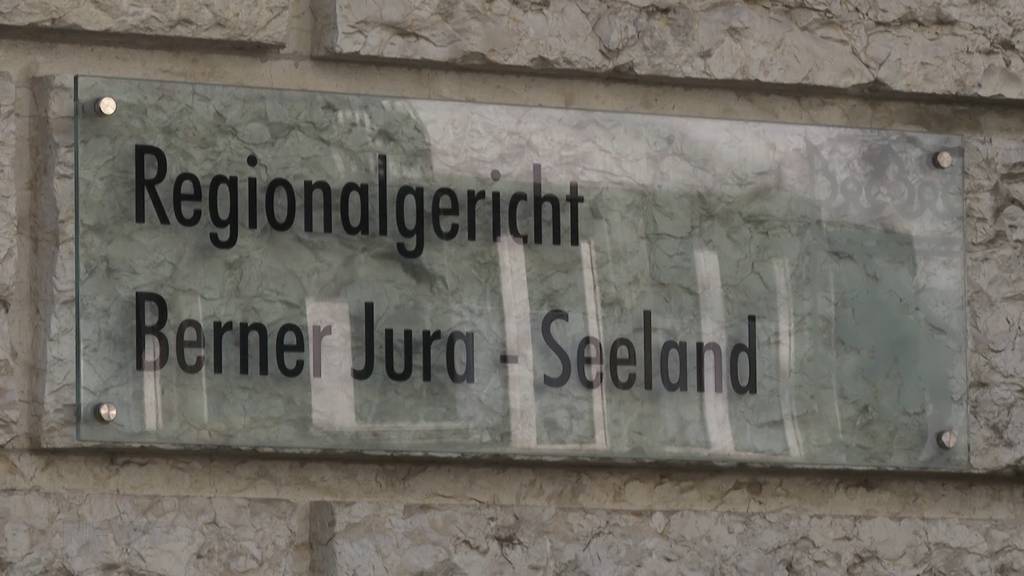 Regionalgericht
Berner Jura - Seeland